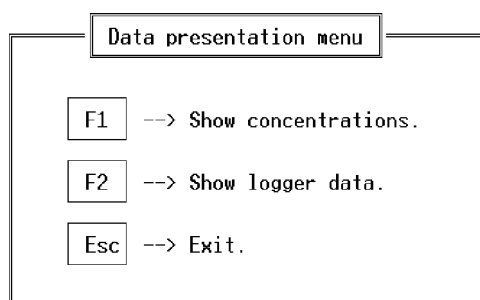 Data presentation menu
F1 --> Show concentrations.
F2 --> Show logger data.
Esc --> Exit.